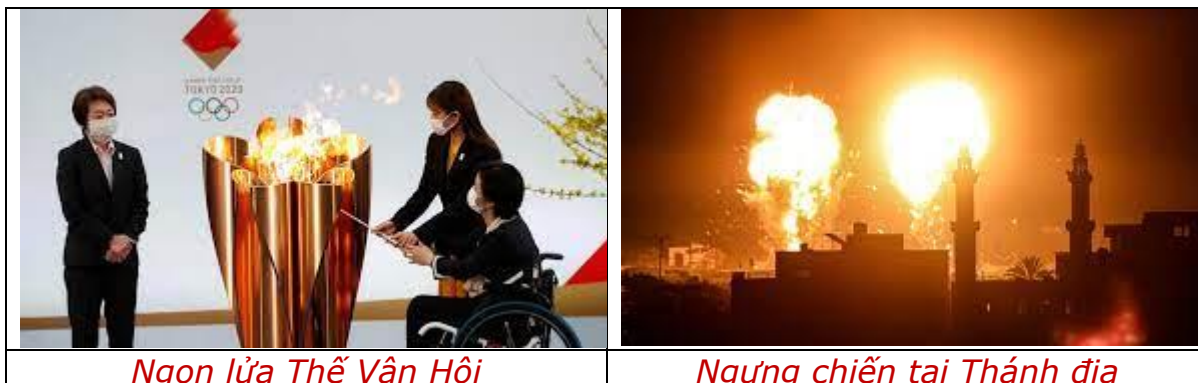 TOKYO 2020
Ngọn lửa Thế Vận Hội
Ngưng chiến tại Thánh địa